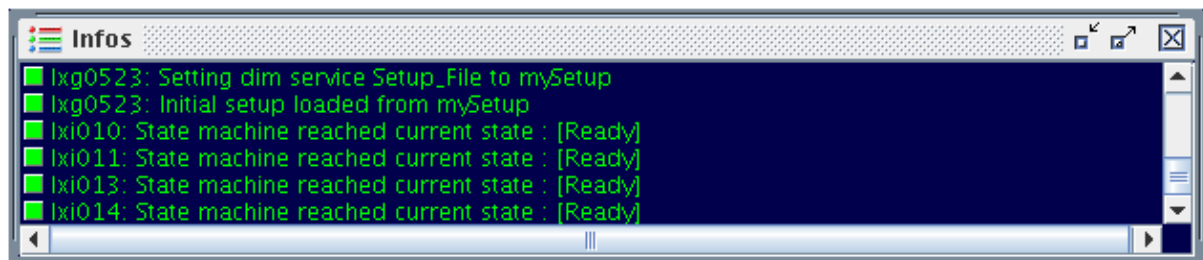 Infos
lxg0523: Setting dim service Setup_File to mySetup
lxg0523: Initial setup loaded from mySetup
lxi010: State machine reached current state : [Ready]
lxi011: State machine reached current state : [Ready]
lxi013: State machine reached current state : [Ready]
lxi014: State machine reached current state : [Ready]